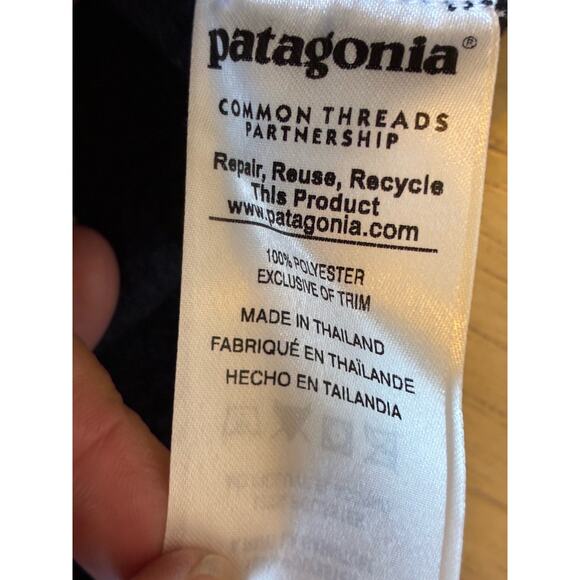 patagonia®
COMMON THREADS
PARTNERSHIP
Repair, Reuse, Recycle
This Product
www.patagonia.com
100% POLYESTER
EXCLUSIVE OF TRIM
MADE IN THAILAND
FABRIQUÉ EN THAÏLANDE
HECHO EN TAILANDIA